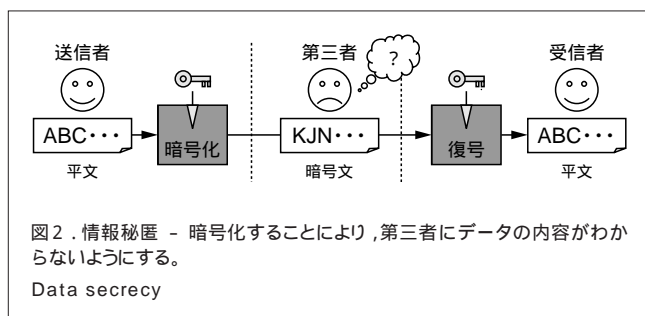 送信者 第三者 受信者
?
ABC・・・ 暗号化 KJN・・・ 復号 ABC・・・
平文 暗号文 平文
図2．情報秘匿 － 暗号化することにより，第三者にデータの内容がわか
らないようにする。
Data secrecy